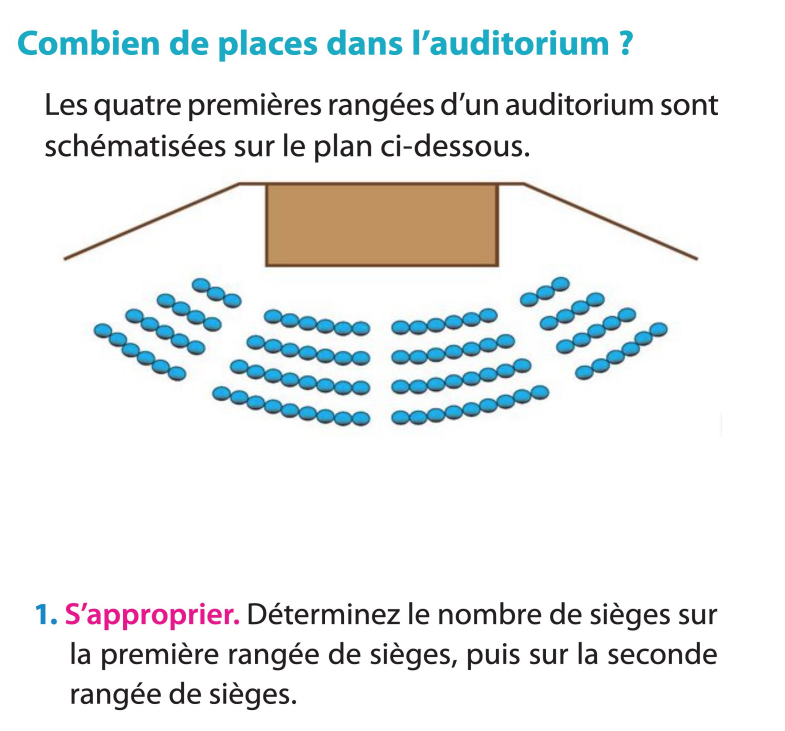 Combien de places dans l’auditorium ?
Les quatre premières rangées d’un auditorium sont
schématisées sur le plan ci-dessous.
1. S’approprier. Déterminez le nombre de sièges sur
la première rangée de sièges, puis sur la seconde
rangée de sièges.